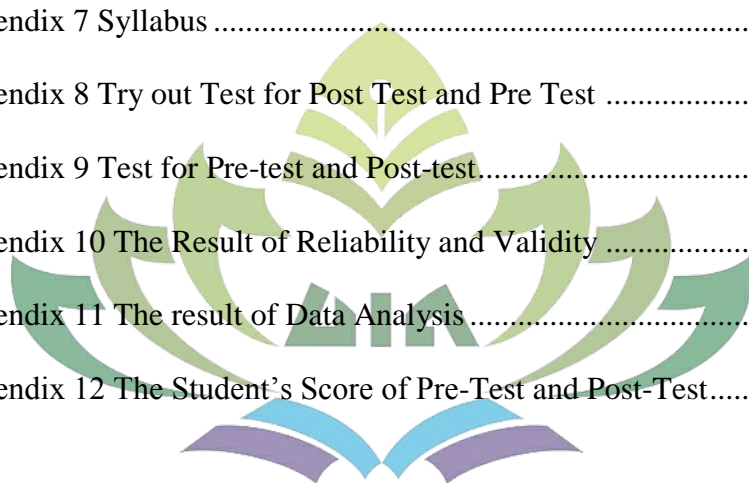 endix 7 Syllabus ........................................................................
endix 8 Try out Test for Post Test and Pre Test ..................
endix 9 Test for Pre-test and Post-test..................................
endix 10 The Result of Reliability and Validity ..................
endix 11 The result of Data Analysis ....................................
endix 12 The Student’s Score of Pre-Test and Post-Test.....